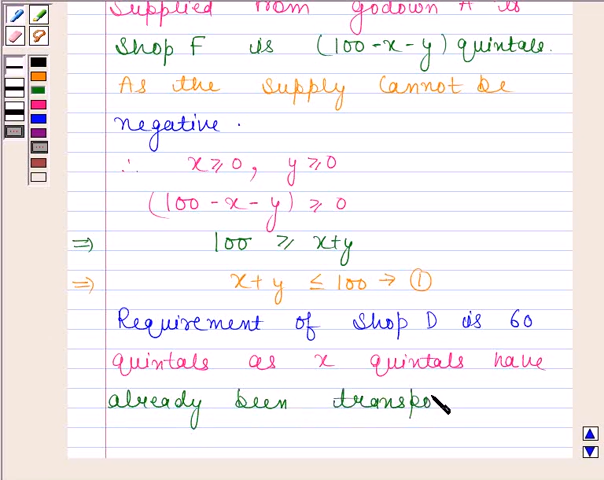 Supplied from godown A is
Shop F is (100-x-y) quintals.
As the supply cannot be
negative.
∴ x≥0, y≥0
(100-x-y) ≥ 0
⇒ 100 ≥ x+y
⇒ x+y ≤ 100 → ①
Requirement of Shop D is 60
quintals as x quintals have
already been transpo